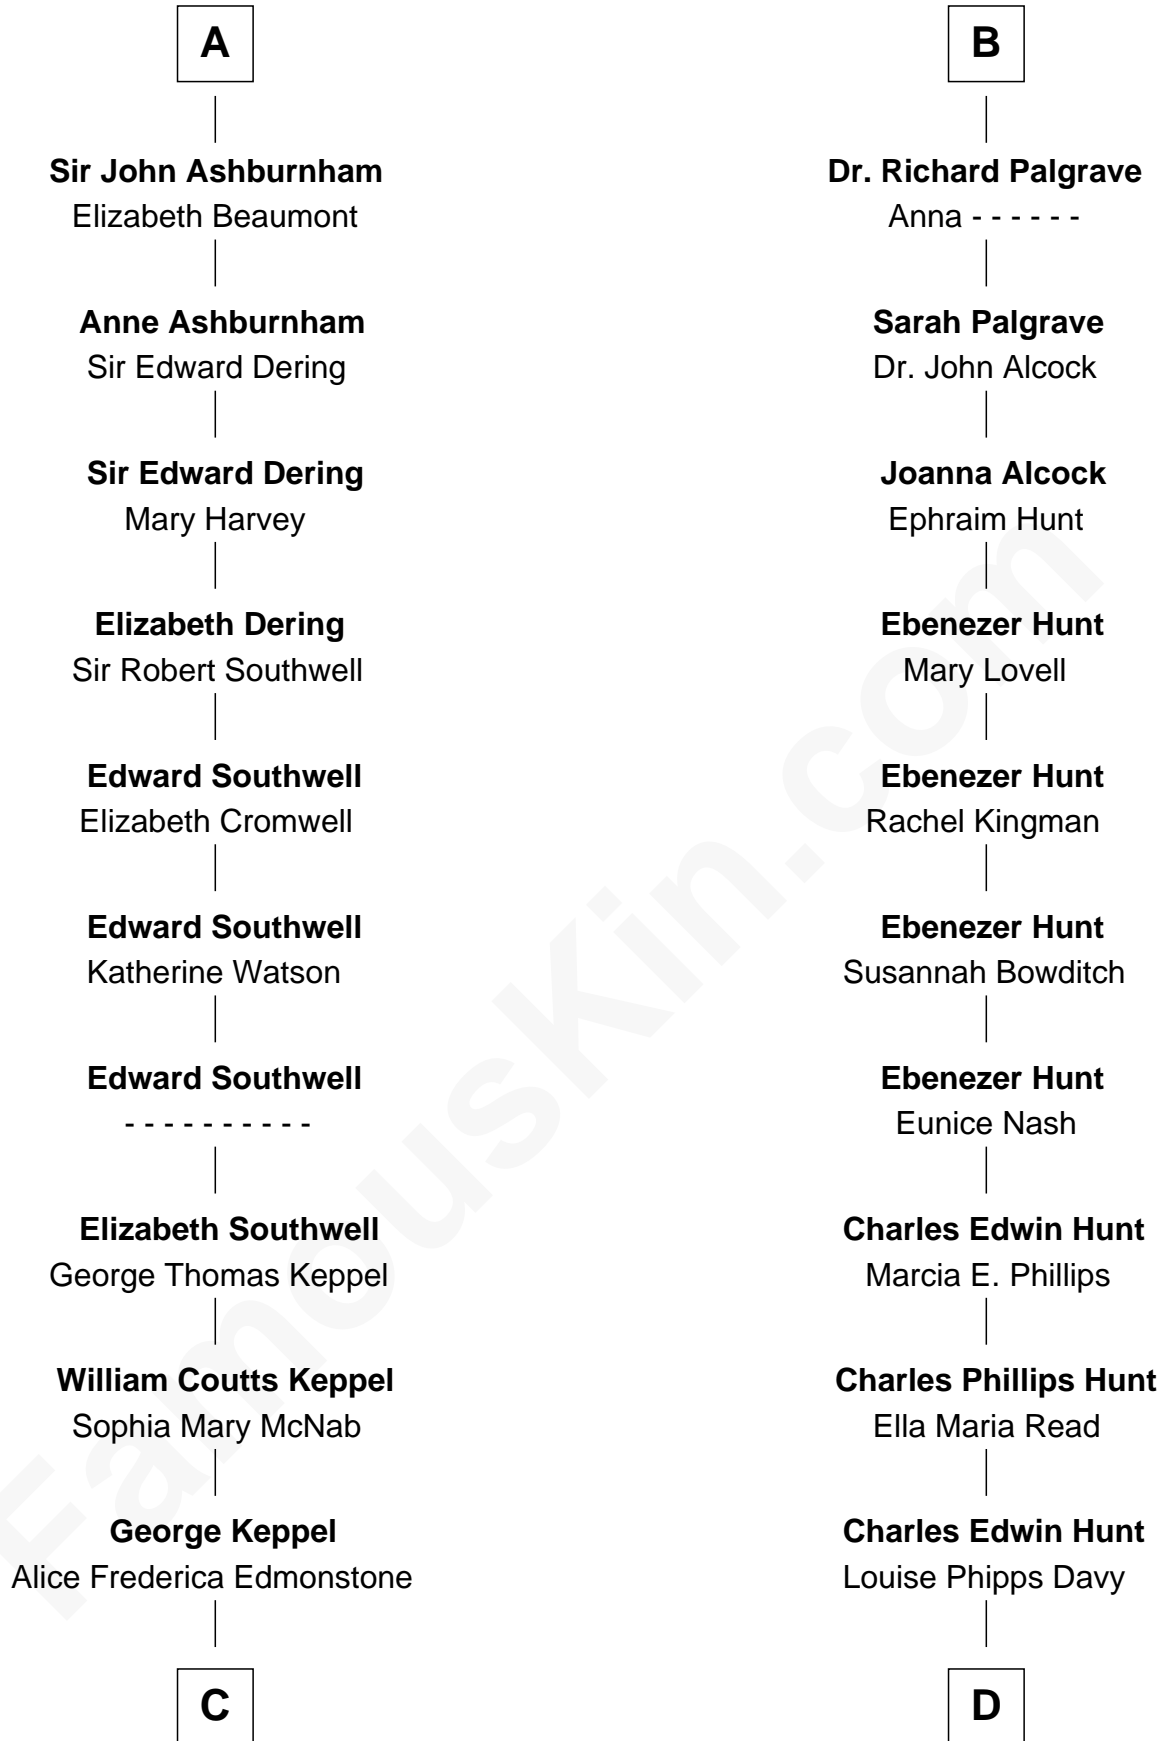 A
Sir John Ashburnham
Elizabeth Beaumont
Anne Ashburnham
Sir Edward Dering
Sir Edward Dering
Mary Harvey
Elizabeth Dering
Sir Robert Southwell
Edward Southwell
Elizabeth Cromwell
Edward Southwell
Katherine Watson
Edward Southwell
- - - - - - - - - -
Elizabeth Southwell
George Thomas Keppel
William Coutts Keppel
Sophia Mary McNab
George Keppel
Alice Frederica Edmonstone
C
B
Dr. Richard Palgrave
Anna - - - - - -
Sarah Palgrave
Dr. John Alcock
Joanna Alcock
Ephraim Hunt
Ebenezer Hunt
Mary Lovell
Ebenezer Hunt
Rachel Kingman
Ebenezer Hunt
Susannah Bowditch
Ebenezer Hunt
Eunice Nash
Charles Edwin Hunt
Marcia E. Phillips
Charles Phillips Hunt
Ella Maria Read
Charles Edwin Hunt
Louise Phipps Davy
D
FamousKin.com